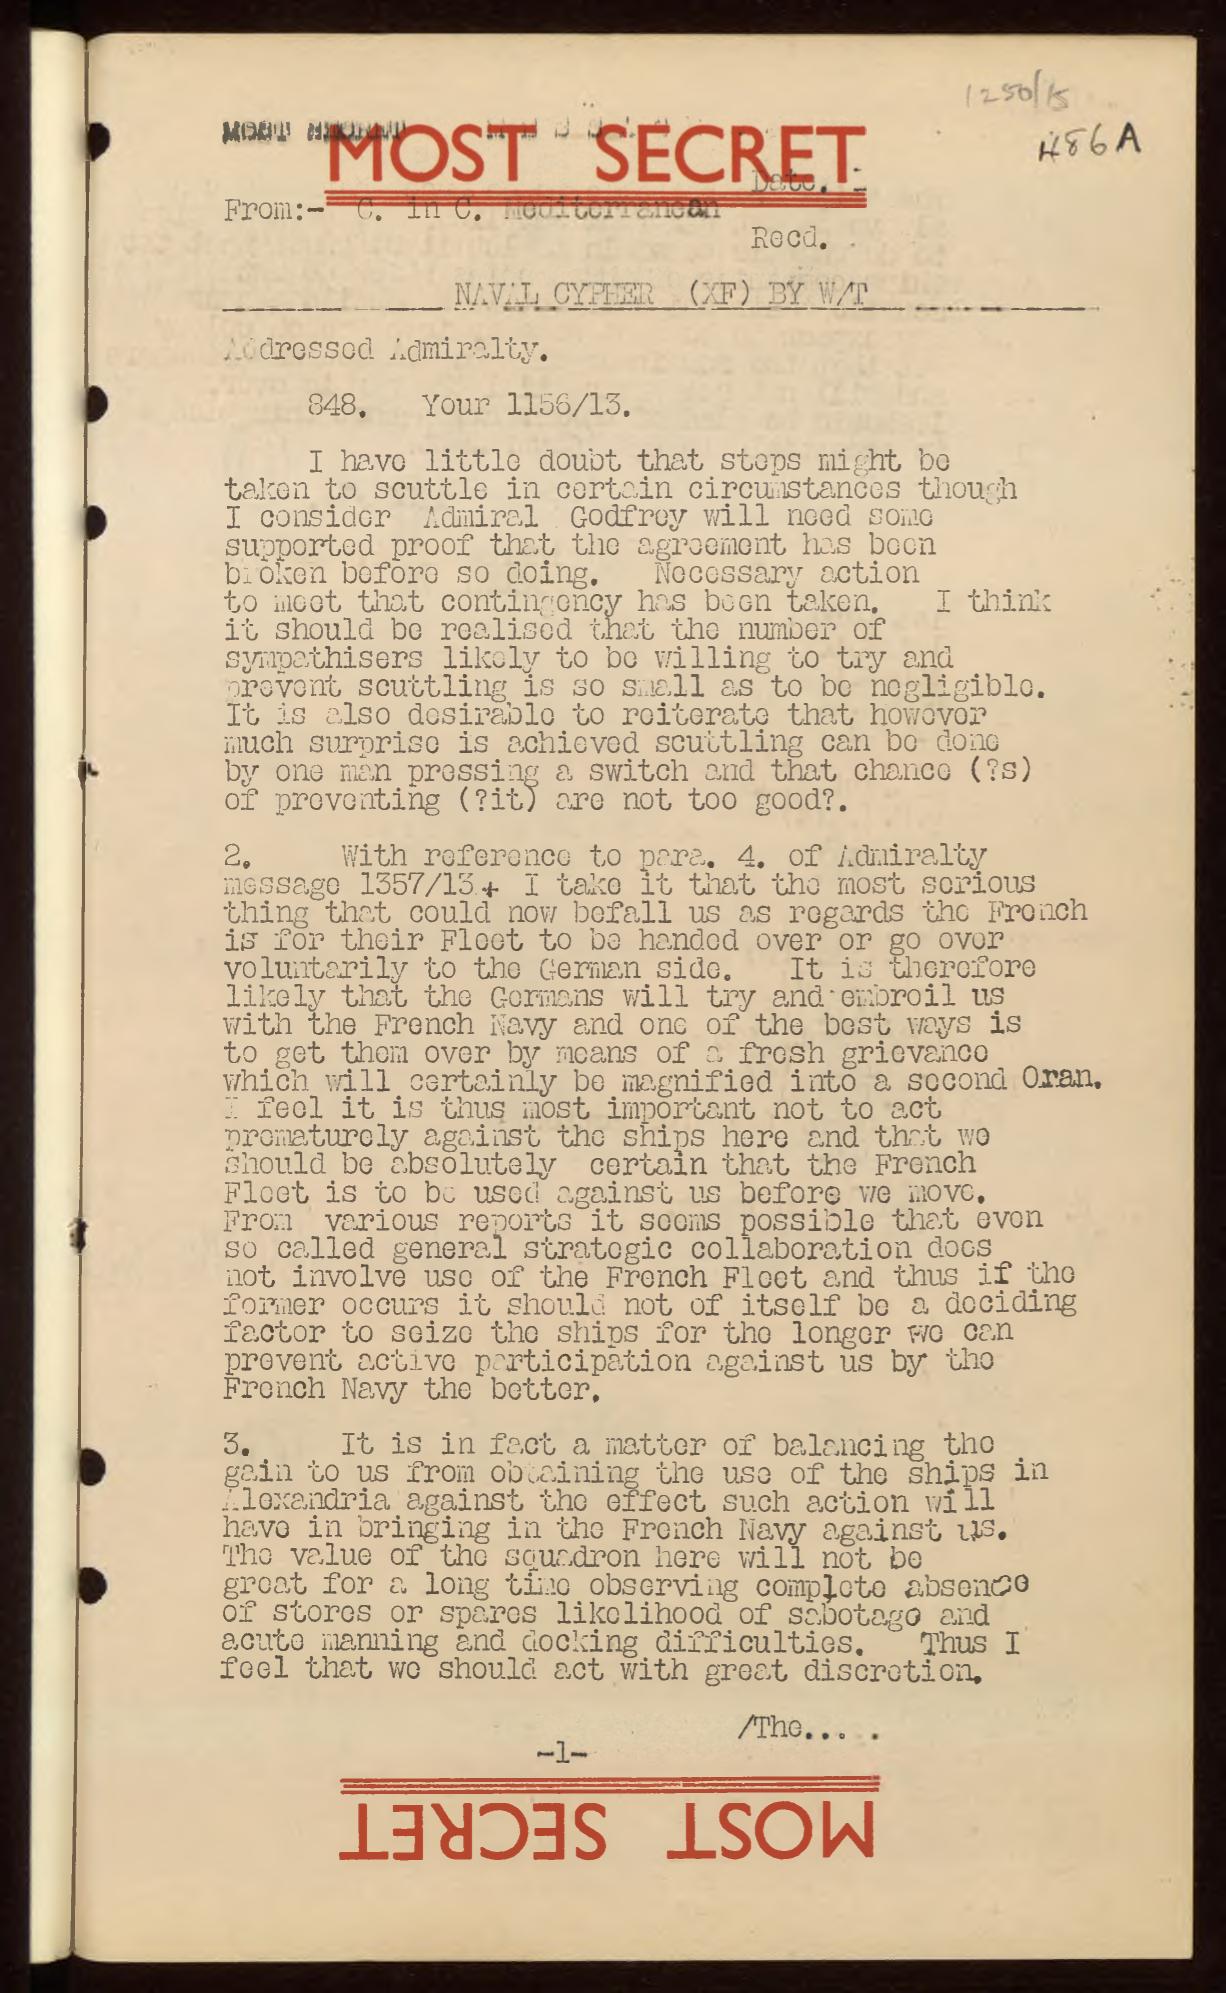 1250/15
486A
MOST SECRET
Date. -
From:- C. in C. Mediterranean
Recd. .
NAVAL CYPHER (XF) BY W/T
Addressed Admiralty.
848. Your 1156/13.
I have little doubt that steps might be
taken to scuttle in certain circumstances though
I consider Admiral Godfroy will need some
supported proof that the agreement has been
broken before so doing. Necessary action
to meet that contingency has been taken. I think
it should be realised that the number of
sympathisers likely to be willing to try and
prevent scuttling is so small as to be negligible.
It is also desirable to reiterate that however
much surprise is achieved scuttling can be done
by one man pressing a switch and that chance (?s)
of preventing (?it) are not too good?.
2. With reference to para. 4. of Admiralty
message 1357/13.+ I take it that the most serious
thing that could now befall us as regards the French
is for their Fleet to be handed over or go over
voluntarily to the German side. It is therefore
likely that the Germans will try and embroil us
with the French Navy and one of the best ways is
to get them over by means of a fresh grievance
which will certainly be magnified into a second Oran.
I feel it is thus most important not to act
prematurely against the ships here and that we
should be absolutely certain that the French
Fleet is to be used against us before we move.
From various reports it seems possible that even
so called general strategic collaboration does
not involve use of the French Fleet and thus if the
former occurs it should not of itself be a deciding
factor to seize the ships for the longer we can
prevent active participation against us by the
French Navy the better.
3. It is in fact a matter of balancing the
gain to us from obtaining the use of the ships in
Alexandria against the effect such action will
have in bringing in the French Navy against us.
The value of the squadron here will not be
great for a long time observing complete absence
of stores or spares likelihood of sabotage and
acute manning and docking difficulties. Thus I
feel that we should act with great discretion.
/The.. . .
-1-
MOST SECRET